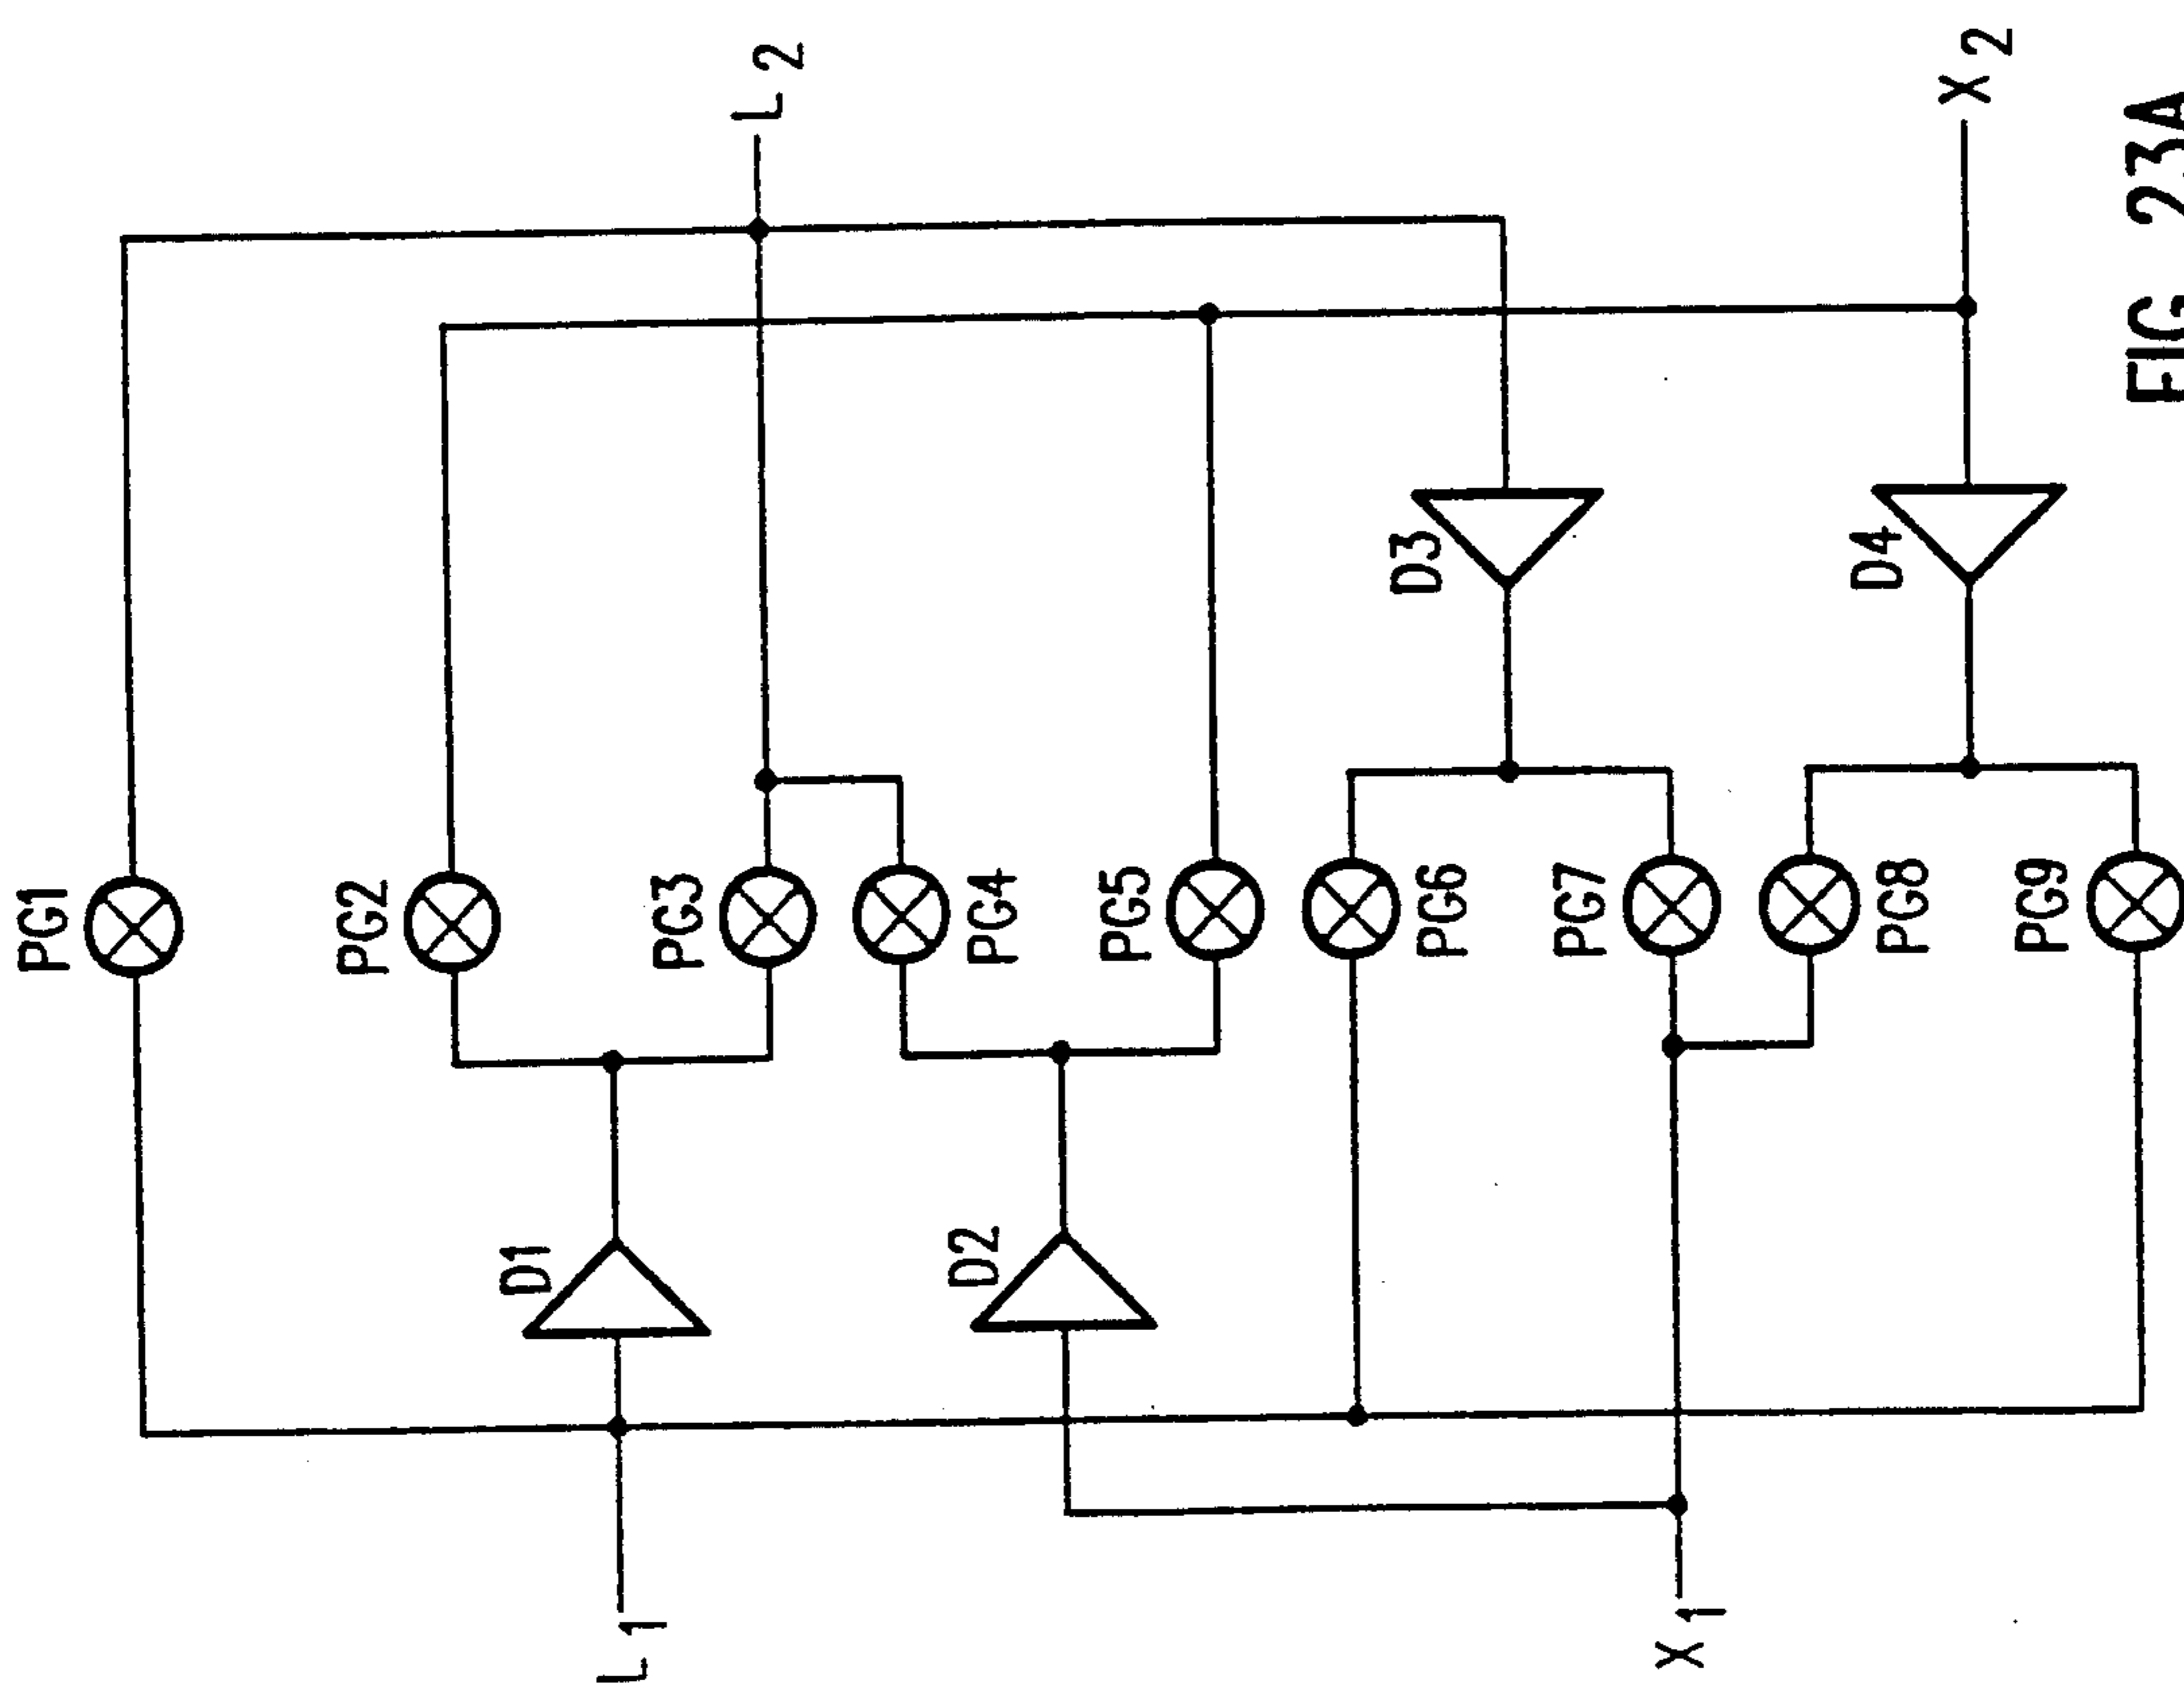 PG1
PG2
D1
L1
PG3
L2
PG4
D2
PG5
PG6
D3
PG7
X1
PG8
D4
X2
PG9
FIG 23A